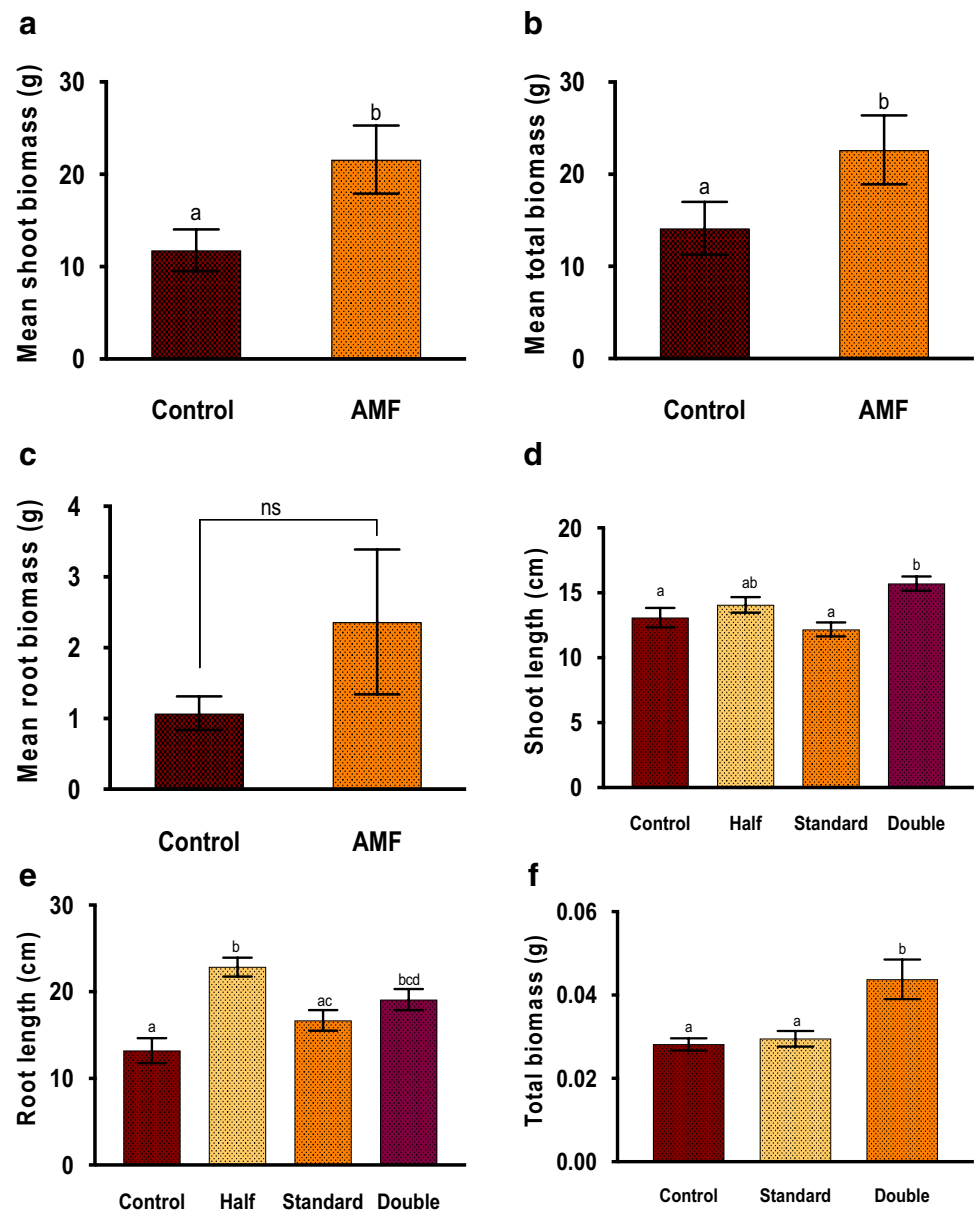 a
Mean shoot biomass (g)
30
20
10
0
a
b
Control
AMF
b
Mean total biomass (g)
30
20
10
0
a
b
Control
AMF
c
Mean root biomass (g)
4
3
2
1
0
ns
Control
AMF
d
Shoot length (cm)
20
15
10
5
0
a
ab
a
b
Control
Half
Standard
Double
e
Root length (cm)
30
20
10
0
a
b
ac
bcd
Control
Half
Standard
Double
f
Total biomass (g)
0.06
0.04
0.02
0.00
a
a
b
Control
Standard
Double